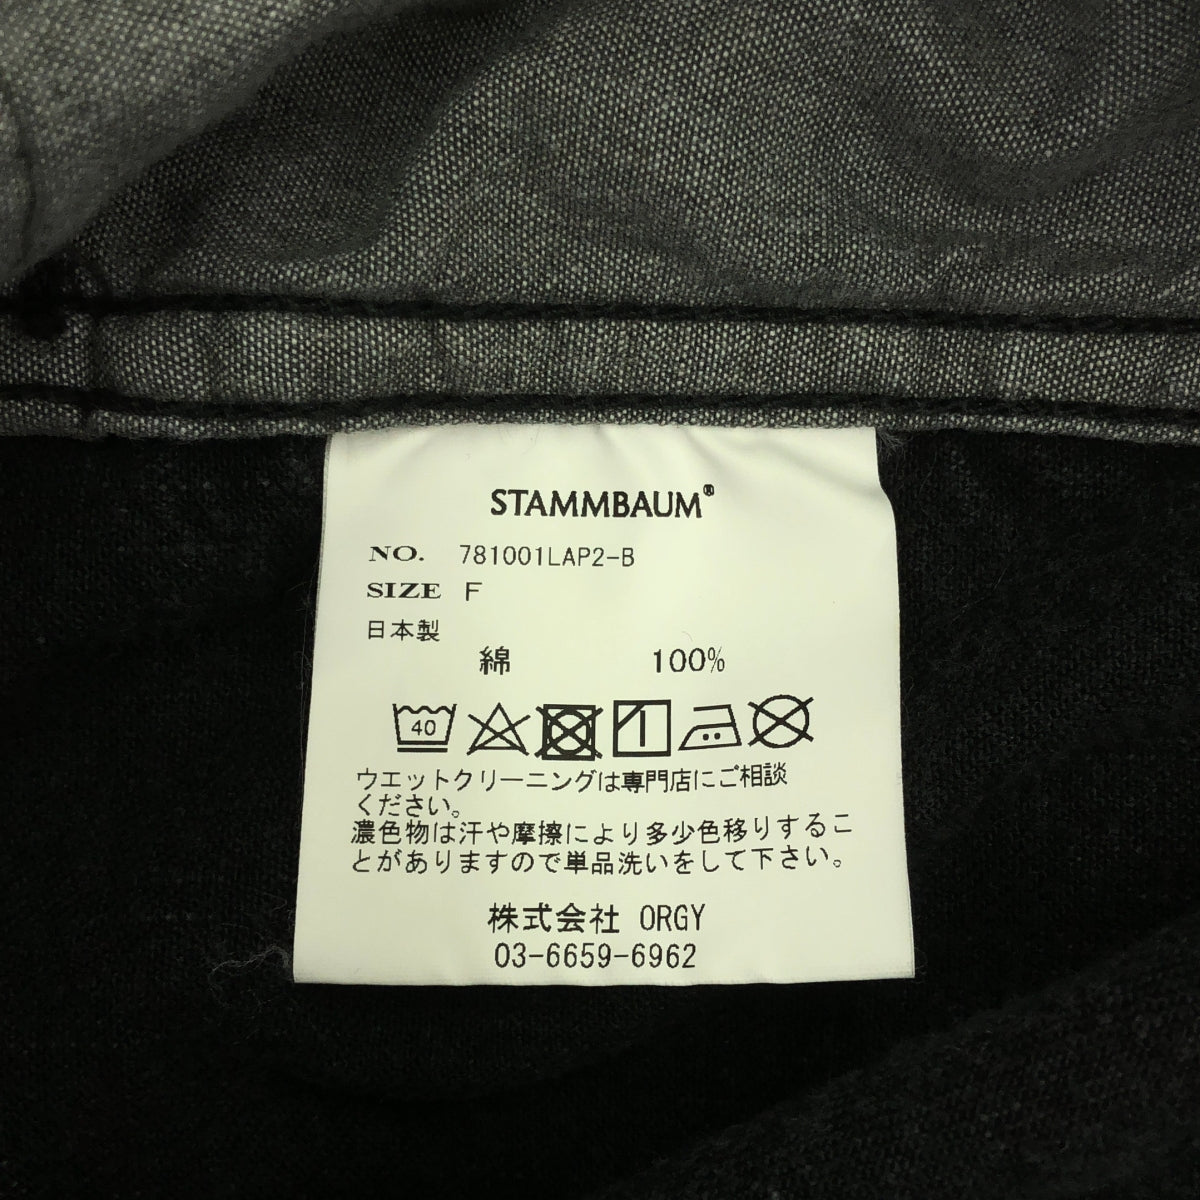 STAMMBAUM®
NO. 781001LAP2-B
SIZE F
日本製
綿 100%
40
ウエットクリーニングは専門店にご相談
ください。
濃色物は汗や摩擦により多少色移りするこ
とがありますので単品洗いをして下さい。
株式会社 ORGY
03-6659-6962